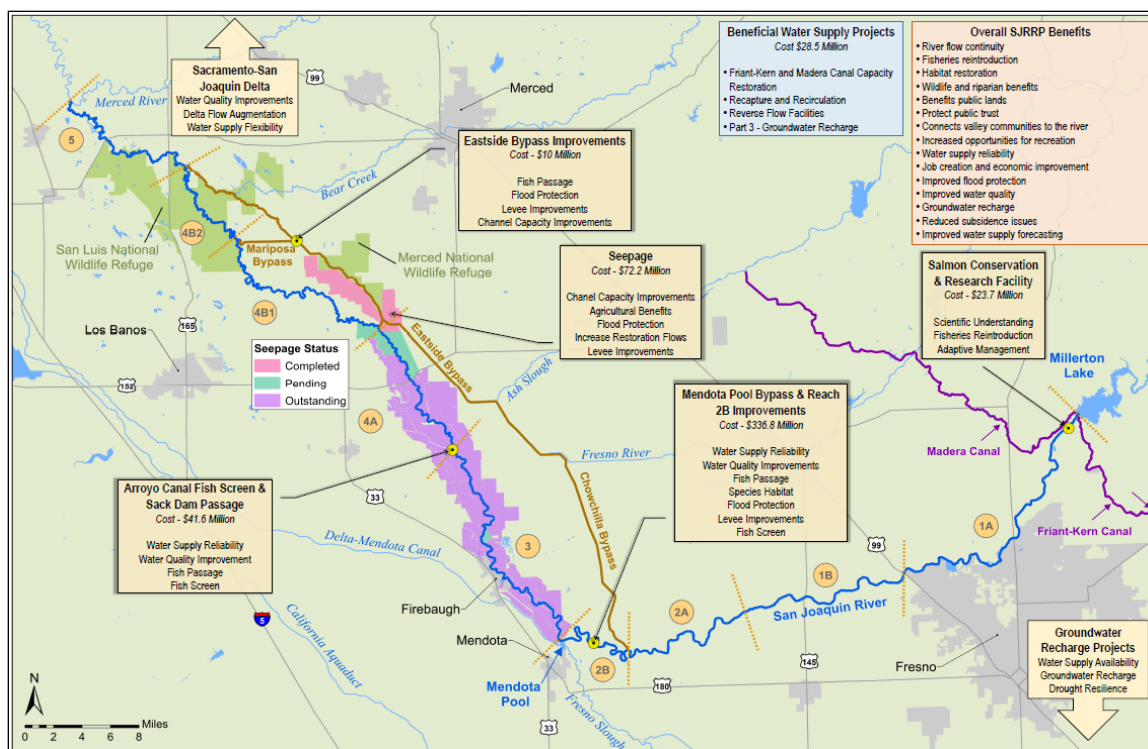 Beneficial Water Supply Projects
Cost $28.5 Million
• Friant-Kern and Madera Canal Capacity
Restoration
• Recapture and Recirculation
• Reverse Flow Facilities
• Part 3 - Groundwater Recharge
Overall SJRRP Benefits
• River flow continuity
• Fisheries reintroduction
• Habitat restoration
• Wildlife and riparian benefits
• Benefits public lands
• Protect public trust
• Connects valley communities to the river
• Increased opportunities for recreation
• Water supply reliability
• Job creation and economic improvement
• Improved flood protection
• Improved water quality
• Groundwater recharge
• Reduced subsidence issues
• Improved water supply forecasting
Sacramento-San
Joaquin Delta
Water Quality Improvements
Delta Flow Augmentation
Water Supply Flexibility
99
Merced
Merced River
5
Eastside Bypass Improvements
Cost - $10 Million
Fish Passage
Flood Protection
Levee Improvements
Channel Capacity Improvements
Bear Creek
4B2
San Luis National
Wildlife Refuge
Mariposa
Bypass
Merced National
Wildlife Refuge
Seepage
Cost - $72.2 Million
Chanel Capacity Improvements
Agricultural Benefits
Flood Protection
Increase Restoration Flows
Levee Improvements
Salmon Conservation
& Research Facility
Cost - $23.7 Million
Scientific Understanding
Fisheries Reintroduction
Adaptive Management
4B1
165
Los Banos
152
Seepage Status
Completed
Pending
Outstanding
Eastside Bypass
Ash Slough
Millerton
Lake
4A
Mendota Pool Bypass & Reach
2B Improvements
Cost - $336.8 Million
Water Supply Reliability
Water Quality Improvements
Fish Passage
Species Habitat
Flood Protection
Levee Improvements
Fish Screen
Fresno River
Madera Canal
Friant-Kern Canal
Arroyo Canal Fish Screen &
Sack Dam Passage
Cost - $41.6 Million
Water Supply Reliability
Water Quality Improvement
Fish Passage
Fish Screen
33
Delta-Mendota Canal
3
Chowchilla Bypass
1A
99
1B
Firebaugh
2A
San Joaquin River
California Aquaduct
5
Mendota
2B
Mendota
Pool
Fresno Slough
180
145
Fresno
33
Groundwater
Recharge Projects
Water Supply Availability
Groundwater Recharge
Drought Resilience
N
Miles
0 2 4 8